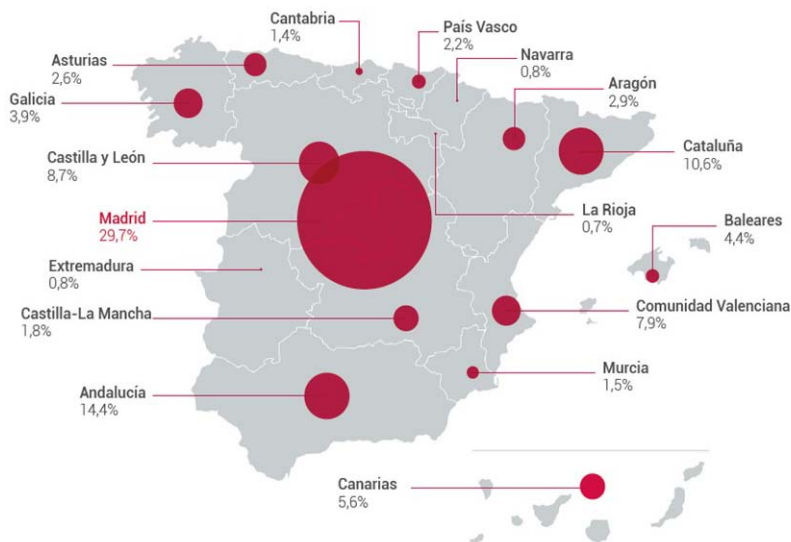 Cantabria
1,4%
País Vasco
2,2%
Navarra
0,8%
Asturias
2,6%
Aragón
2,9%
Galicia
3,9%
Cataluña
10,6%
Castilla y León
8,7%
La Rioja
0,7%
Madrid
29,7%
Baleares
4,4%
Extremadura
0,8%
Castilla-La Mancha
1,8%
Comunidad Valenciana
7,9%
Murcia
1,5%
Andalucía
14,4%
Canarias
5,6%